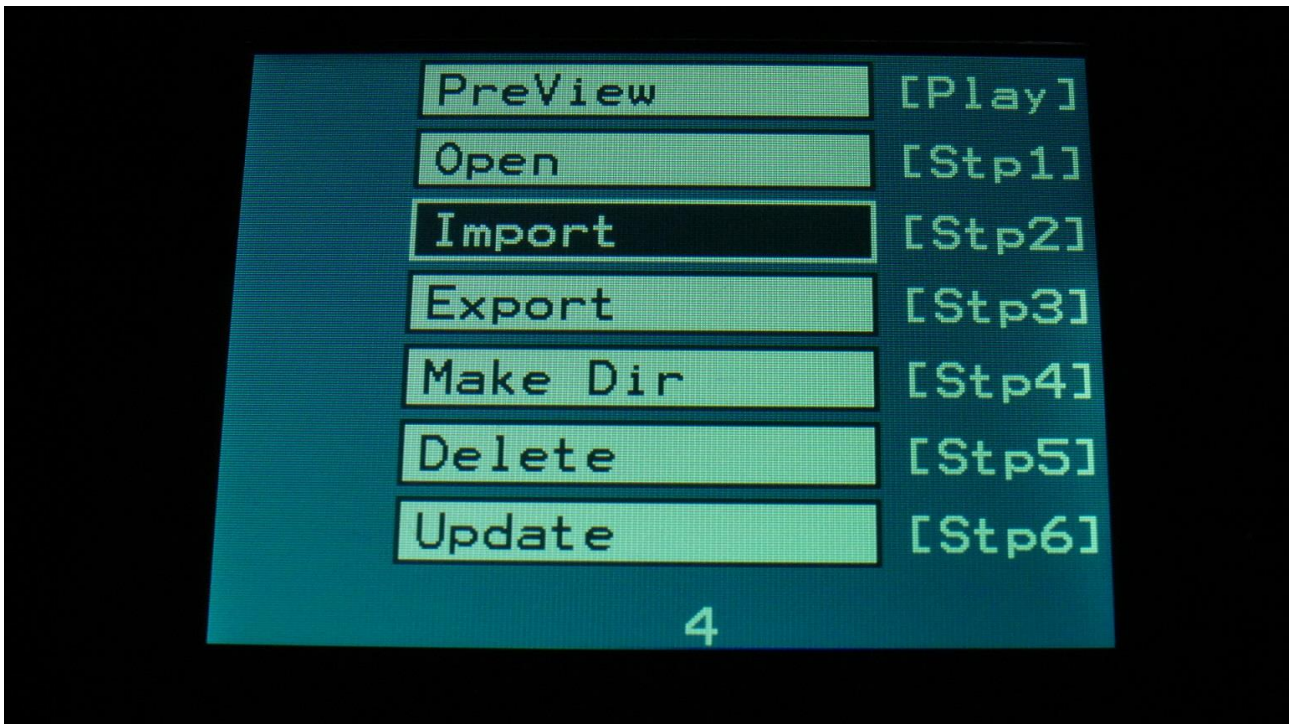 PreView [Play]
Open [Stp1]
Import [Stp2]
Export [Stp3]
Make Dir [Stp4]
Delete [Stp5]
Update [Stp6]
4